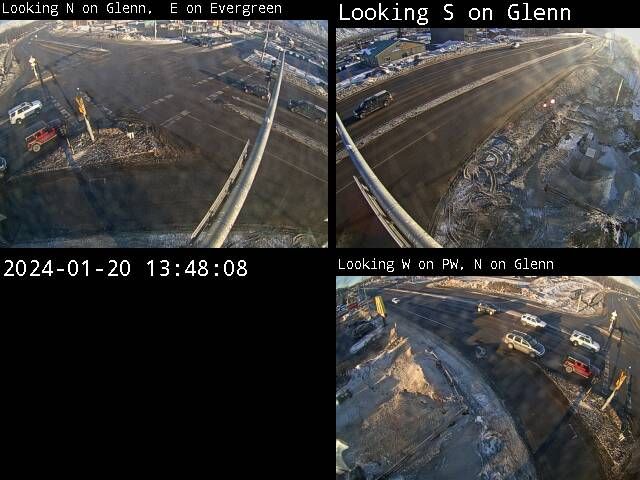 Looking N on Glenn,  E on Evergreen
Looking S on Glenn
2024-01-20 13:48:08
Looking W on PW, N on Glenn